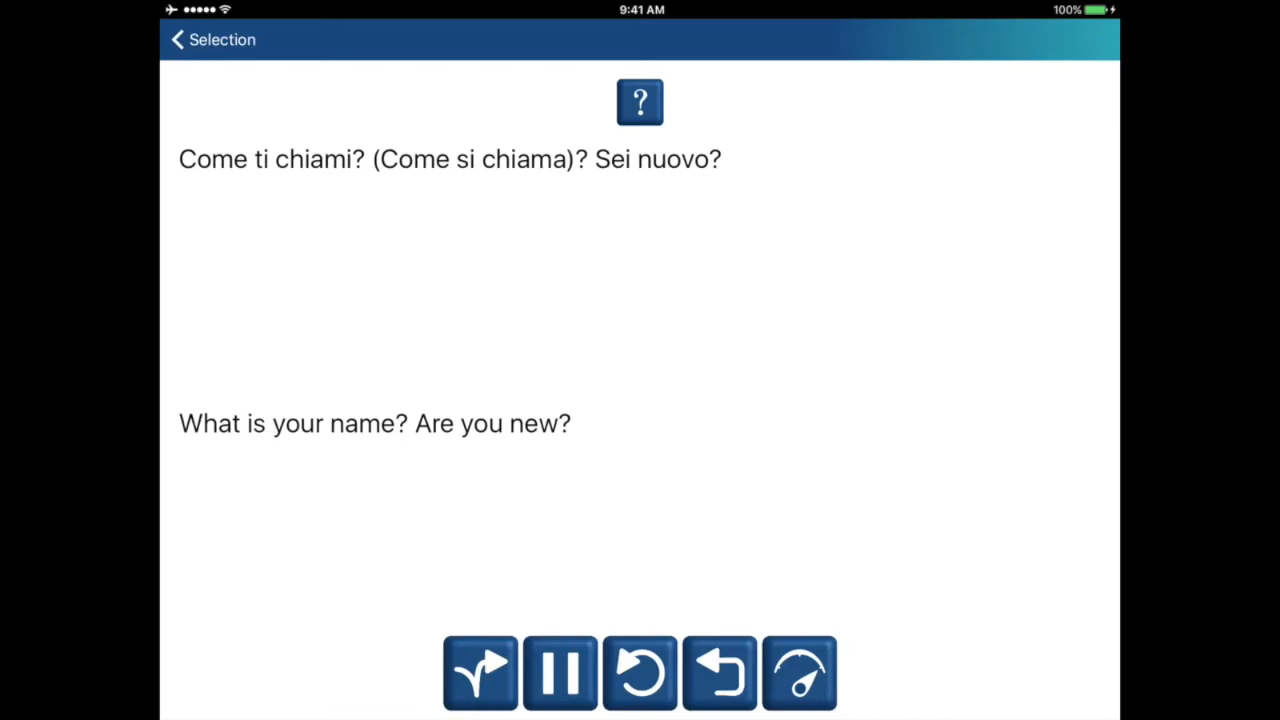 9:41 AM
100%
Selection
?
Come ti chiami? (Come si chiama)? Sei nuovo?
What is your name? Are you new?